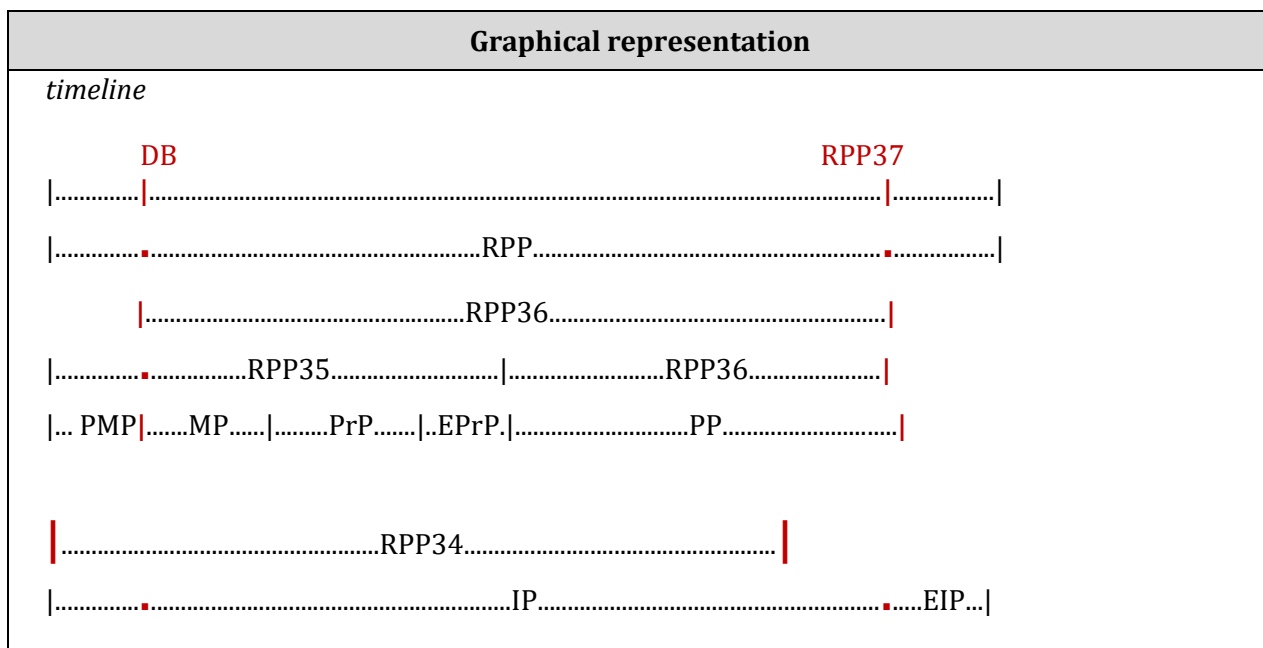 Graphical representation
timeline
DB RPP37
|..............|..............................................................................................................|.................|
|..............▪..................................................RPP.....................................................▪.................|
|.................................................RPP36...................................................|
|..............▪...............RPP35..........................|........................RPP36....................|
|... PMP|.......MP......|.........PrP.......|..EPrP.|...........................PP...........................|
|.................................................RPP34................................................|
|..............▪.......................................................IP....................................................▪......EIP...|